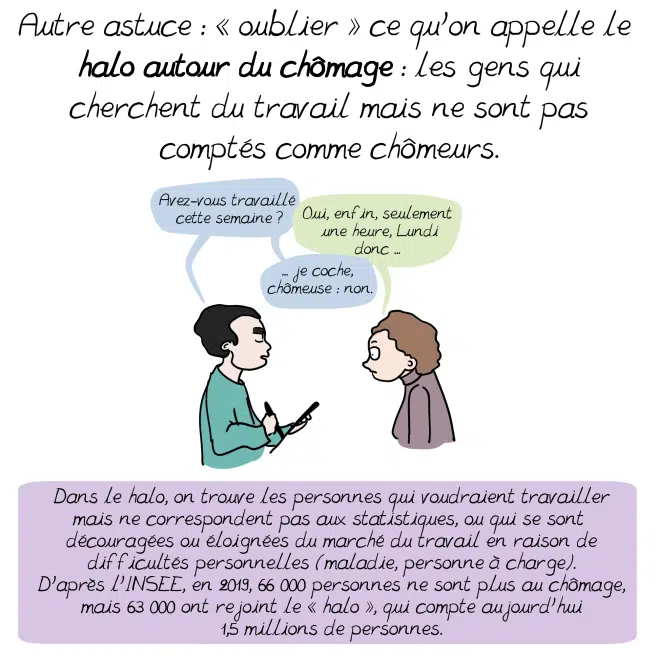 Autre astuce : « oublier » ce qu'on appelle le
halo autour du chômage : les gens qui
cherchent du travail mais ne sont pas
comptés comme chômeurs.
Avez-vous travaillé
cette semaine ?
Oui, enfin, seulement
une heure, Lundi
donc ...
... je coche,
chômeuse : non.
Dans le halo, on trouve les personnes qui voudraient travailler
mais ne correspondent pas aux statistiques, ou qui se sont
découragées ou éloignées du marché du travail en raison de
difficultés personnelles (maladie, personne à charge).
D'après l'INSEE, en 2019, 66 000 personnes ne sont plus au chômage,
mais 63 000 ont rejoint le « halo », qui compte aujourd'hui
1,5 millions de personnes.